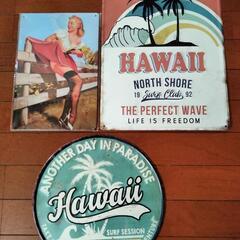 HAWAII
NORTH SHORE
19 Surf Club, 92
THE PERFECT WAVE
LIFE IS FREEDOM
ANOTHER DAY IN PARADISE
Hawaii
SURF SESSION